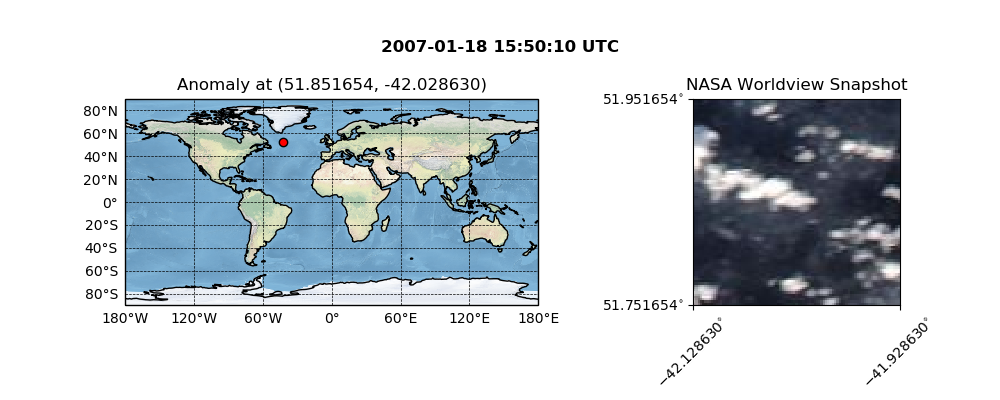 2007-01-18 15:50:10 UTC
Anomaly at (51.851654, -42.028630)
80°N
60°N
40°N
20°N
0°
20°S
40°S
60°S
80°S
180°W 120°W 60°W 0° 60°E 120°E 180°E
NASA Worldview Snapshot
51.951654°
51.751654°
−42.128630°
−41.928630°